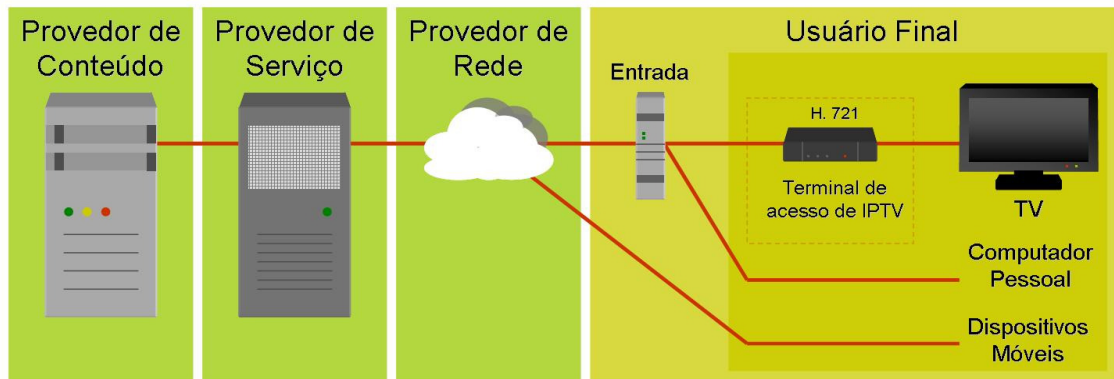 Provedor de
Conteúdo
Provedor de
Serviço
Provedor de
Rede
Usuário Final
Entrada
H. 721
Terminal de
acesso de IPTV
TV
Computador
Pessoal
Dispositivos
Móveis